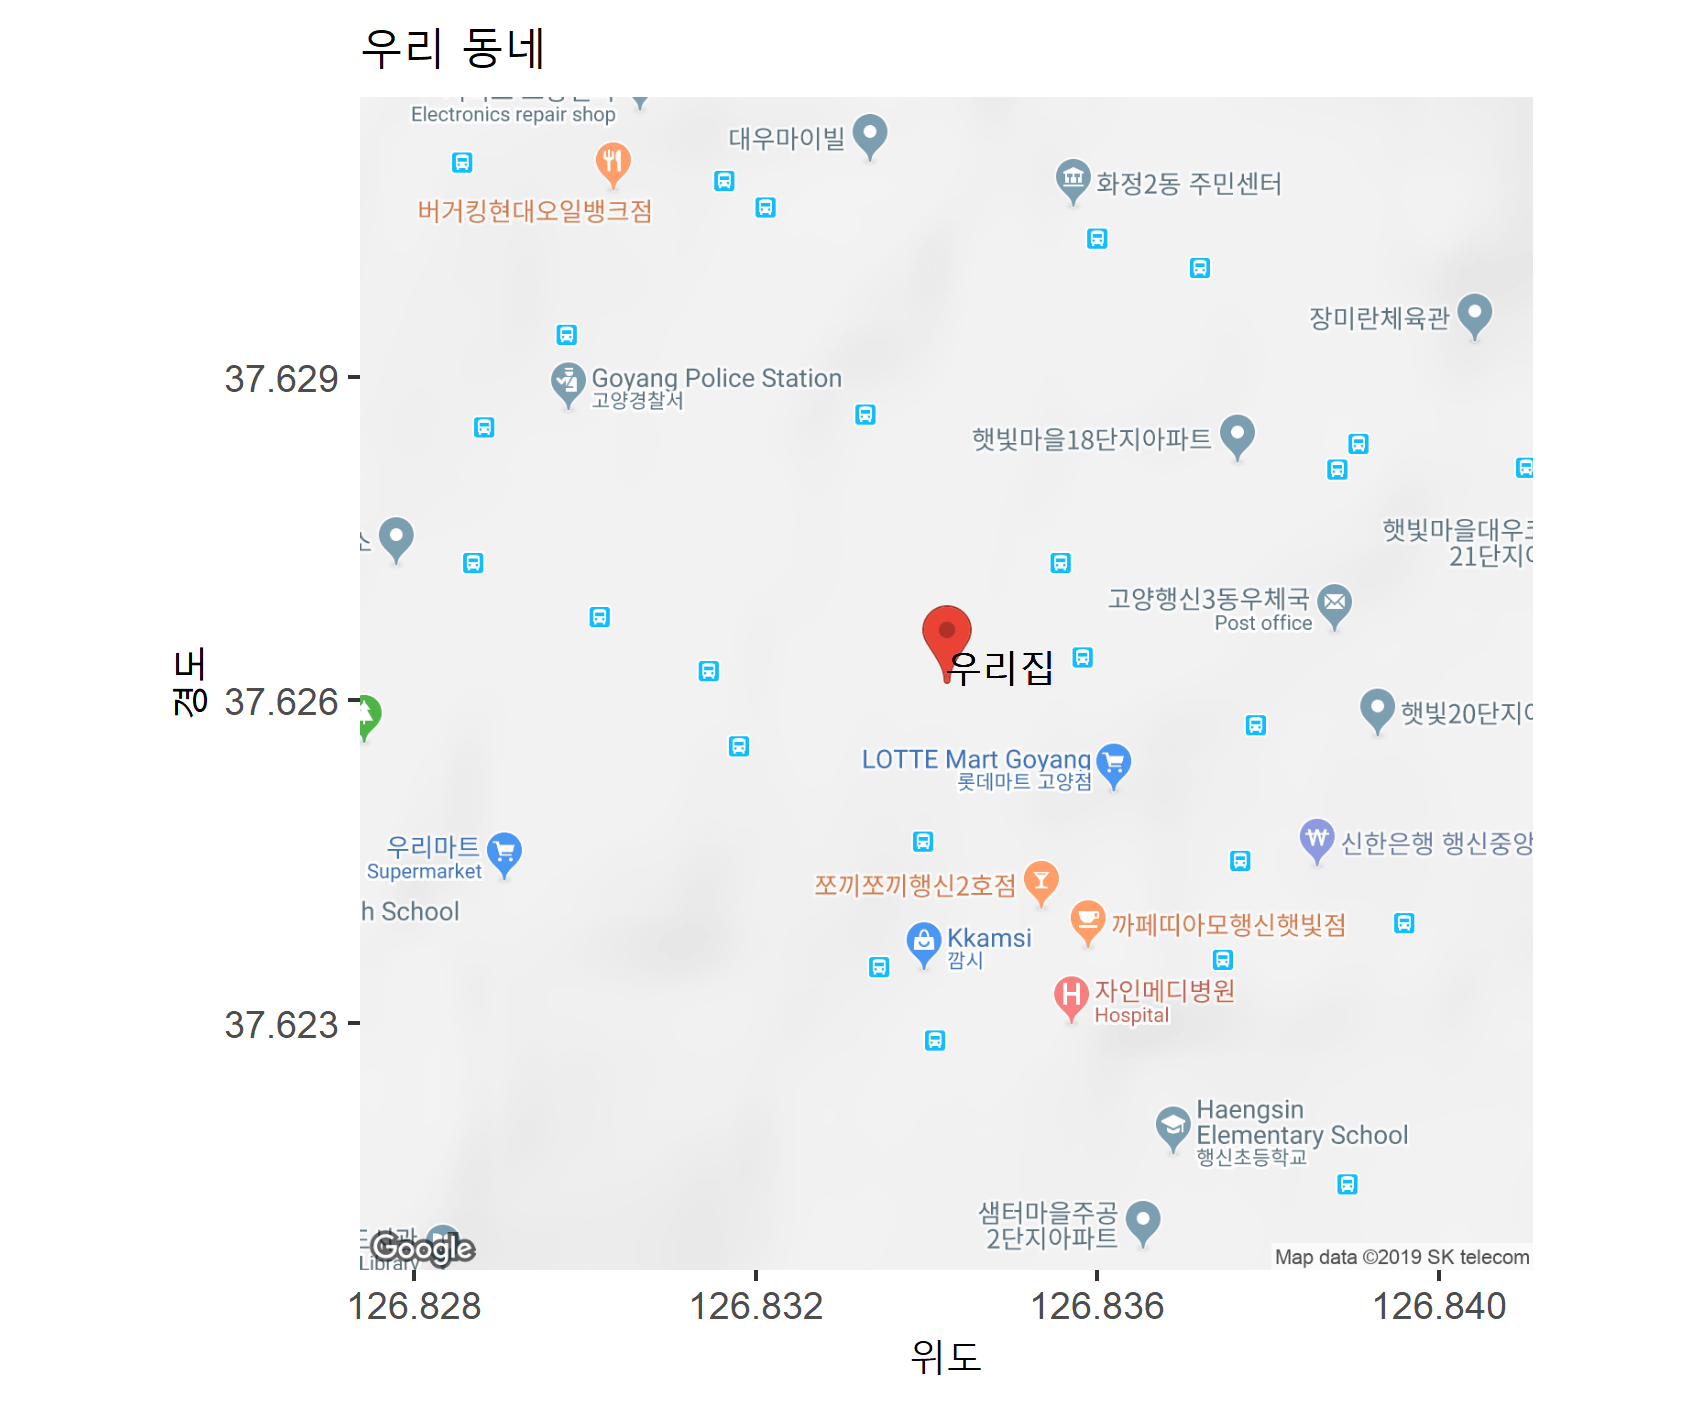 우리 동네
Electronics repair shop
대우마이빌
화정2동 주민센터
버거킹현대오일뱅크점
장미란체육관
37.629
Goyang Police Station
고양경찰서
햇빛마을18단지아파트
햇빛마을대우
21단지
고양행신3동우체국
Post office
우리집
경도
37.626
햇빛20단지
LOTTE Mart Goyang
롯데마트 고양점
우리마트
Supermarket
신한은행 행신중앙
쪼끼쪼끼행신2호점
h School
까페띠아모행신햇빛점
Kkamsi
깜시
자인메디병원
Hospital
37.623
Haengsin
Elementary School
행신초등학교
샘터마을주공
2단지아파트
Google
Library
Map data ©2019 SK telecom
126.828
126.832
126.836
126.840
위도